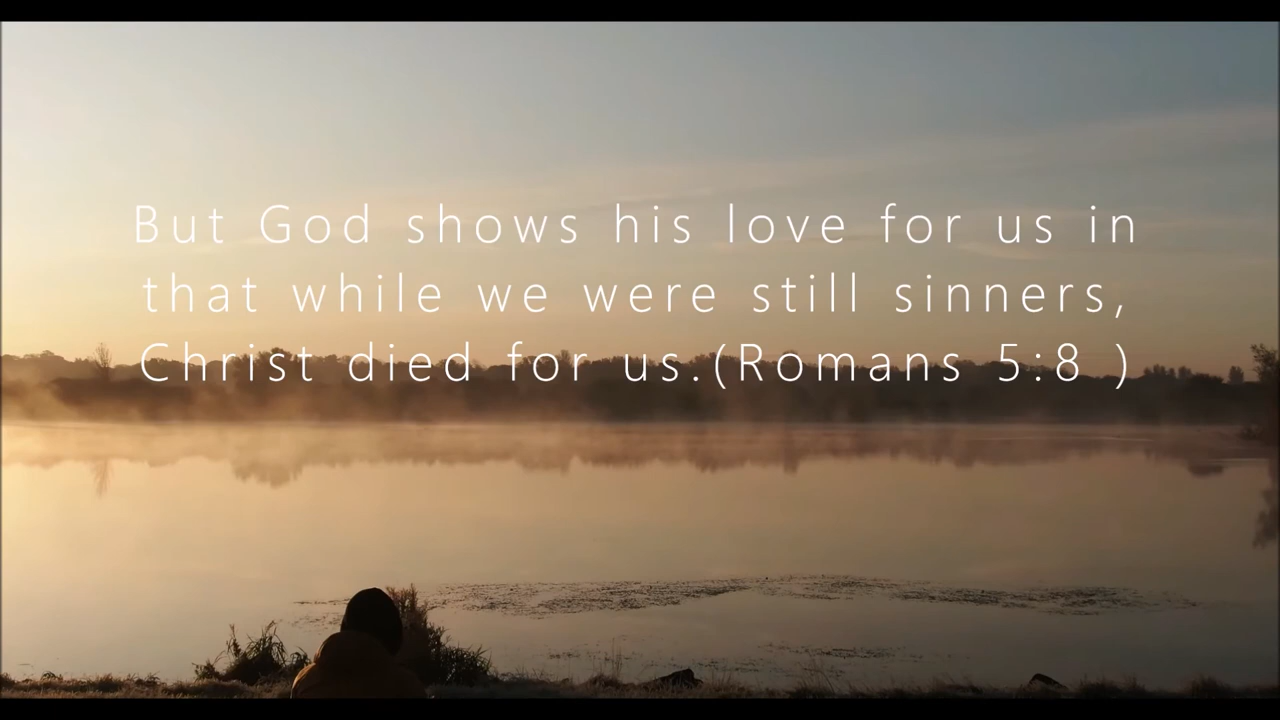 But God shows his love for us in
that while we were still sinners,
Christ died for us.(Romans 5:8 )